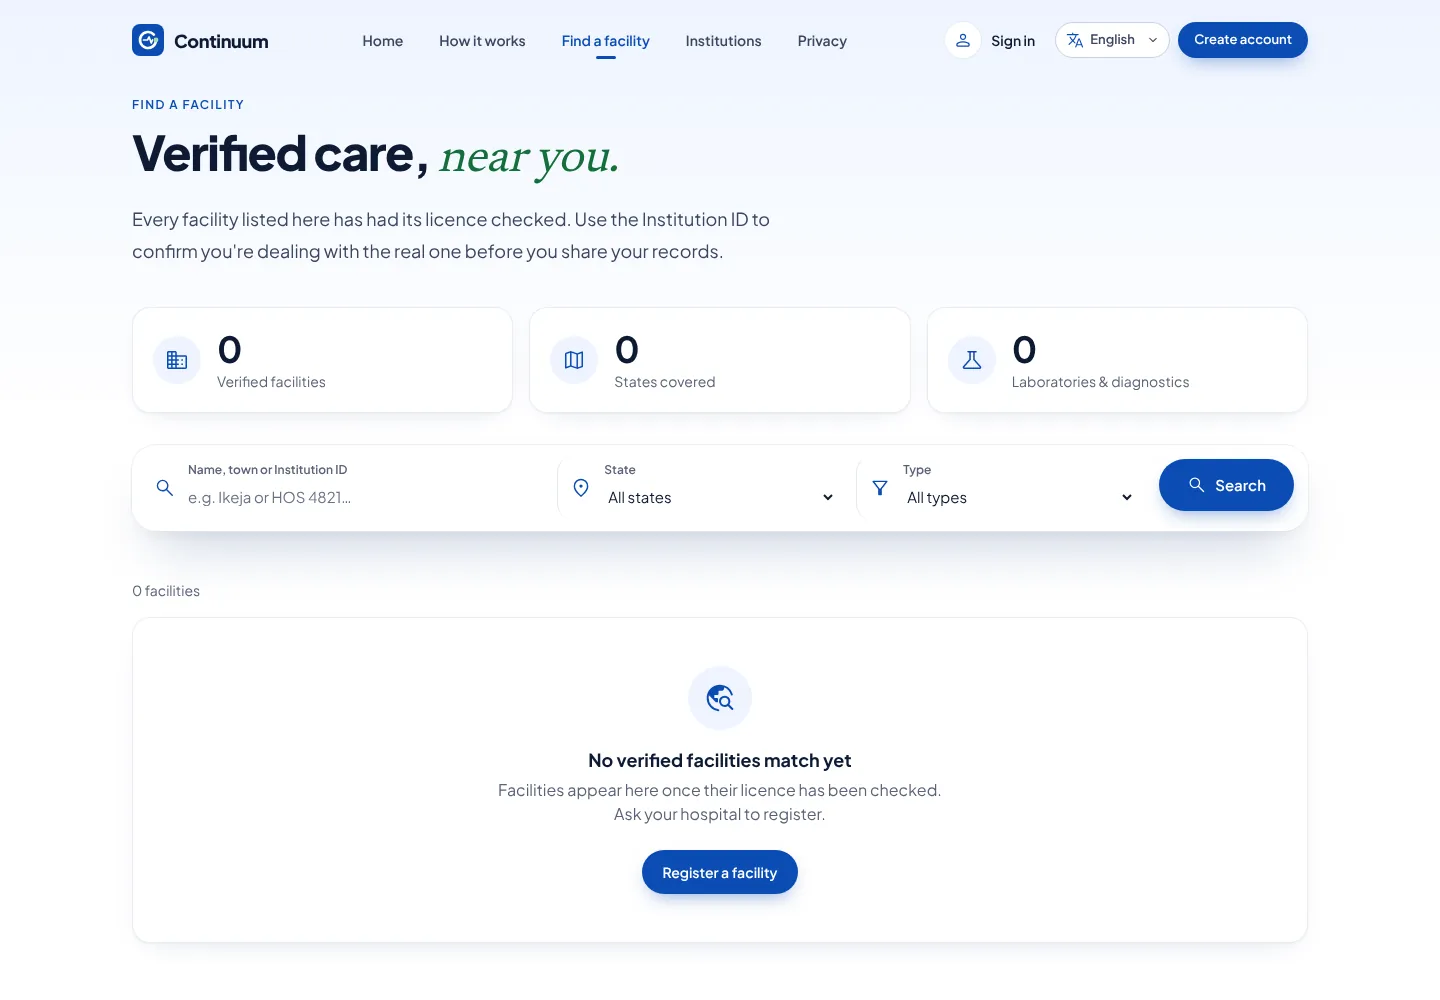 Continuum
Home
How it works
Find a facility
Institutions
Privacy
Sign in
English
Create account
FIND A FACILITY
Verified care, near you.
Every facility listed here has had its licence checked. Use the Institution ID to
confirm you're dealing with the real one before you share your records.
0
Verified facilities
0
States covered
0
Laboratories & diagnostics
Name, town or Institution ID
e.g. Ikeja or HOS 4821…
State
All states
Type
All types
Search
0 facilities
No verified facilities match yet
Facilities appear here once their licence has been checked.
Ask your hospital to register.
Register a facility